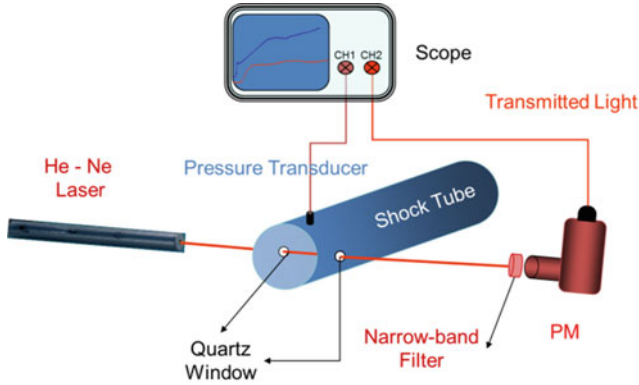 CH1 CH2
Scope
Transmitted Light
He - Ne
Laser
Pressure Transducer
Shock Tube
Quartz
Window
Narrow-band
Filter
PM